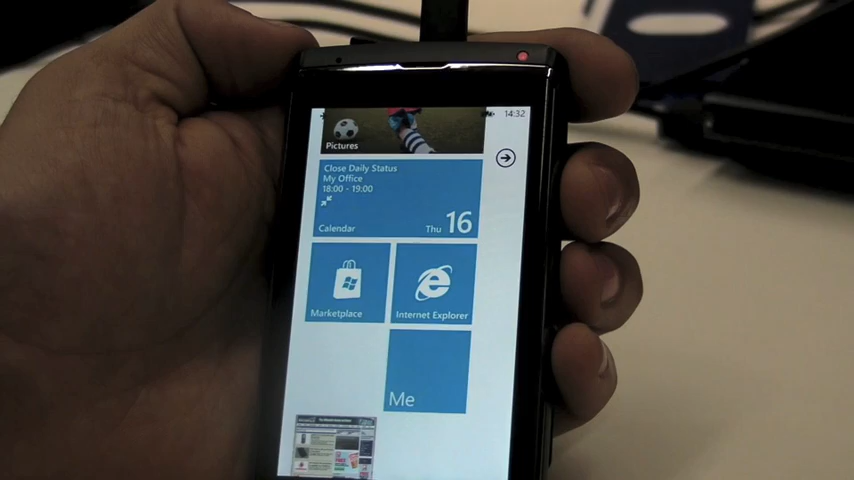 14:32
Pictures
Close Daily Status
My Office
18:00 - 19:00
Calendar
Thu 16
Marketplace
Internet Explorer
Me